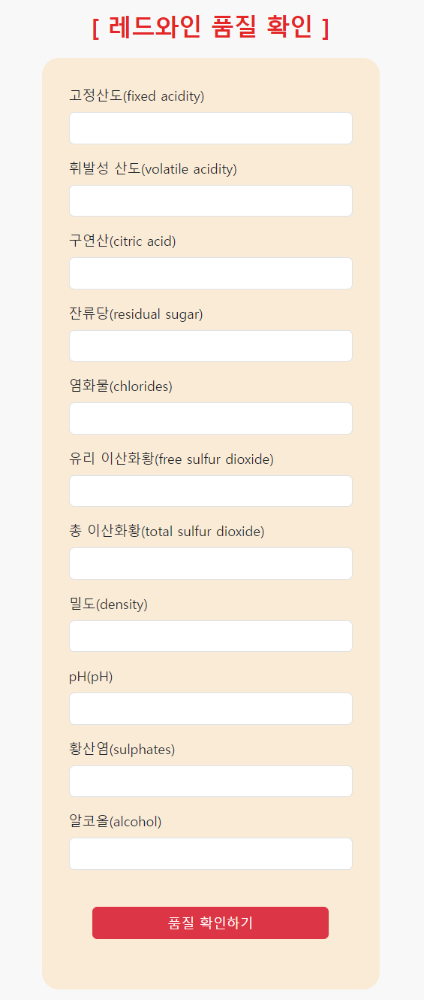 [ 레드와인 품질 확인 ]
고정산도(fixed acidity)
휘발성 산도(volatile acidity)
구연산(citric acid)
잔류당(residual sugar)
염화물(chlorides)
유리 이산화황(free sulfur dioxide)
총 이산화황(total sulfur dioxide)
밀도(density)
pH(pH)
황산염(sulphates)
알코올(alcohol)
품질 확인하기